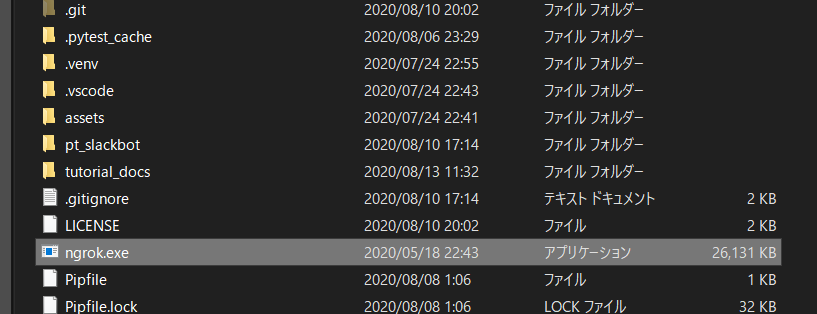 .git 2020/08/10 20:02 ファイル フォルダー
.pytest_cache 2020/08/06 23:29 ファイル フォルダー
.venv 2020/07/24 22:55 ファイル フォルダー
.vscode 2020/07/24 22:43 ファイル フォルダー
assets 2020/07/24 22:41 ファイル フォルダー
pt_slackbot 2020/08/10 17:14 ファイル フォルダー
tutorial_docs 2020/08/13 11:32 ファイル フォルダー
.gitignore 2020/08/10 17:14 テキスト ドキュメント 2 KB
LICENSE 2020/08/10 20:02 ファイル 2 KB
ngrok.exe 2020/05/18 22:43 アプリケーション 26,131 KB
Pipfile 2020/08/08 1:06 ファイル 1 KB
Pipfile.lock 2020/08/08 1:06 LOCK ファイル 32 KB